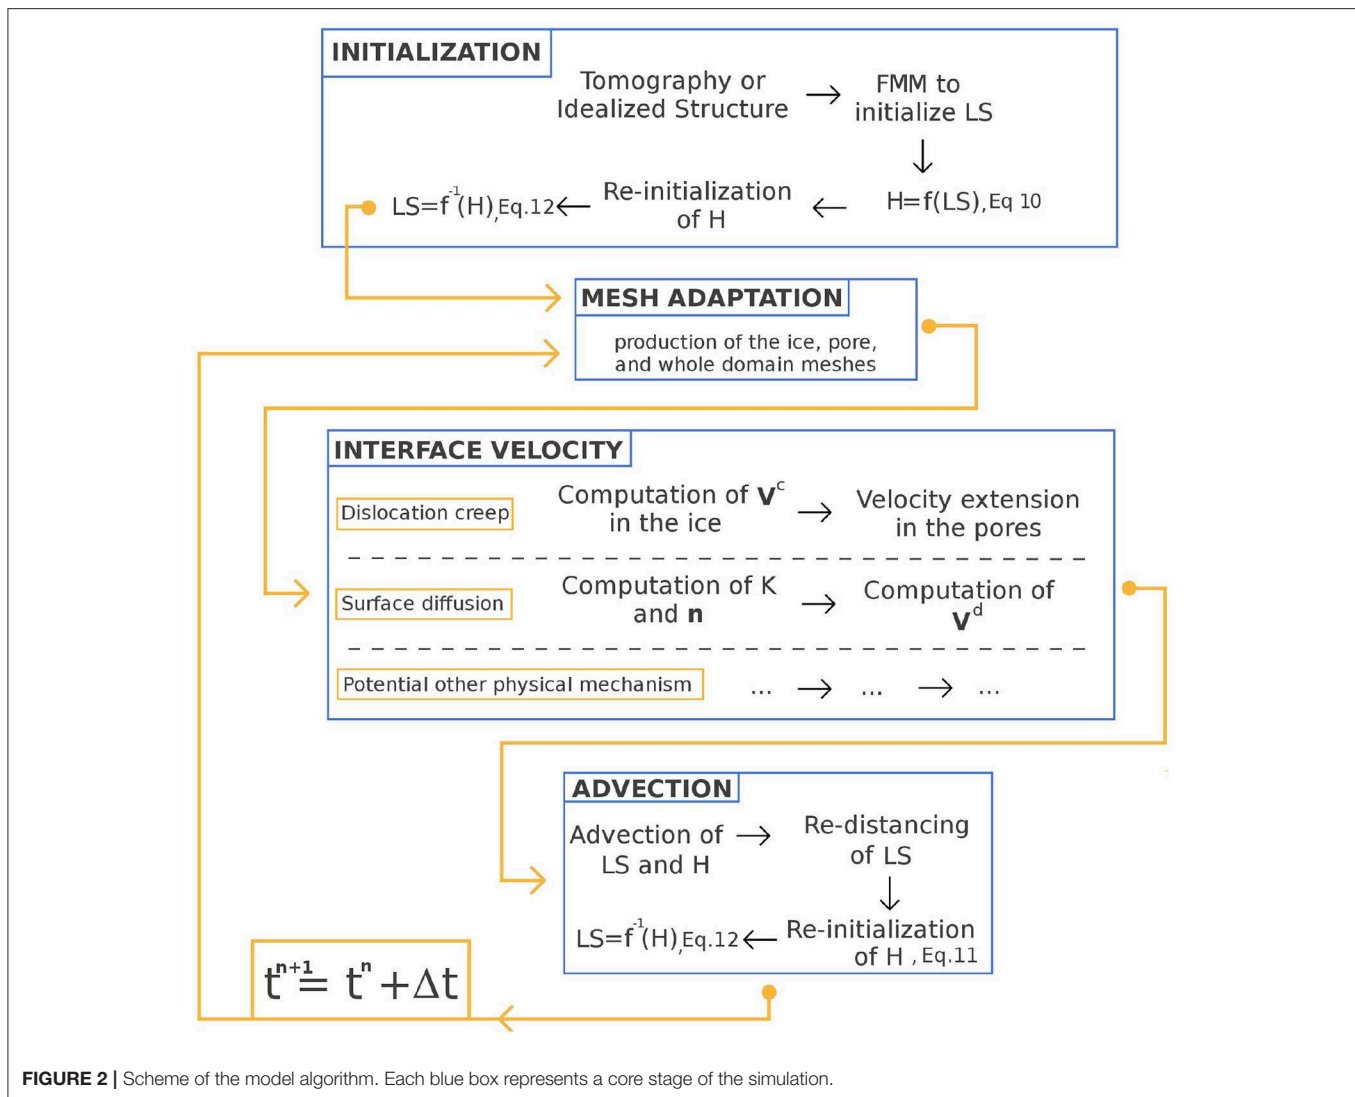 INITIALIZATION
Tomography or
Idealized Structure
→
FMM to
initialize LS
↓
H=f(LS), Eq 10
←
Re-initialization
of H
←
LS=f⁻¹(H), Eq.12
MESH ADAPTATION
production of the ice, pore,
and whole domain meshes
INTERFACE VELOCITY
Dislocation creep
Computation of Vᶜ
in the ice
→
Velocity extension
in the pores
Surface diffusion
Computation of K
and n
→
Computation of
Vᵈ
Potential other physical mechanism
... → ... → ...
ADVECTION
Advection of
LS and H
→
Re-distancing
of LS
↓
Re-initialization
of H , Eq.11
←
LS=f⁻¹(H), Eq.12
tⁿ⁺¹= tⁿ+Δt
FIGURE 2 | Scheme of the model algorithm. Each blue box represents a core stage of the simulation.